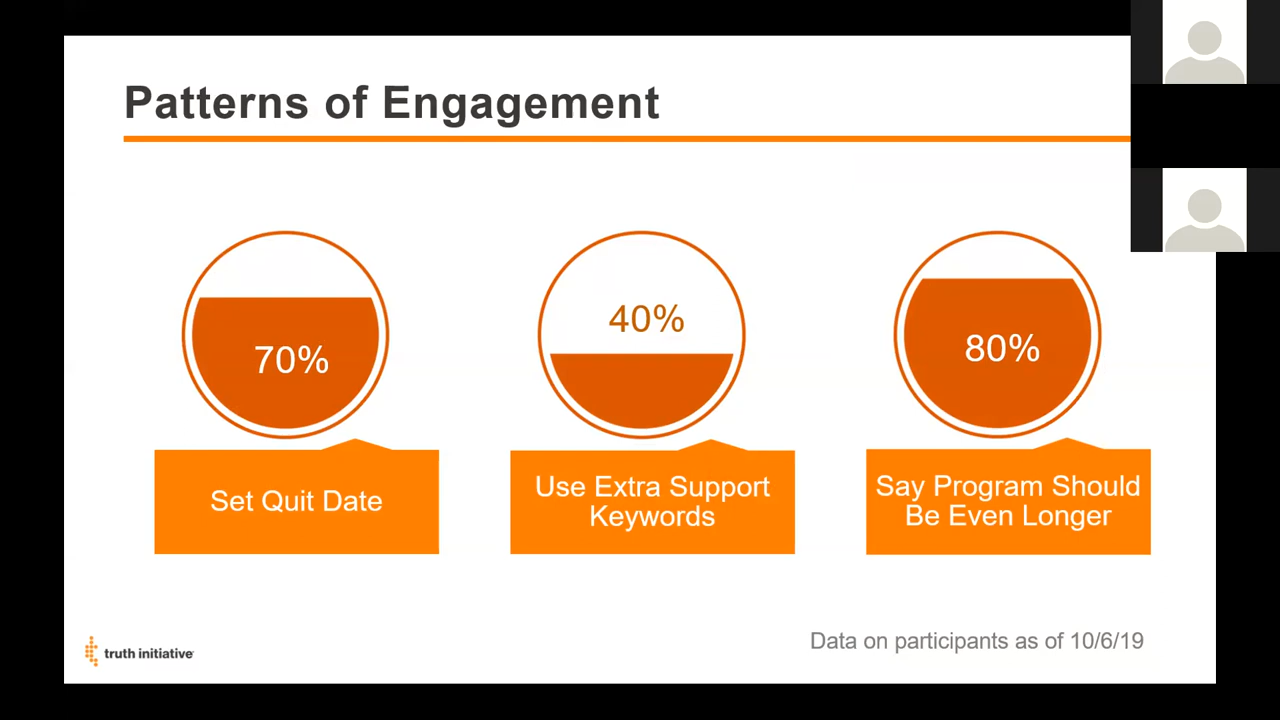 Patterns of Engagement
70%
40%
80%
Set Quit Date
Use Extra Support
Keywords
Say Program Should
Be Even Longer
truth initiative
Data on participants as of 10/6/19